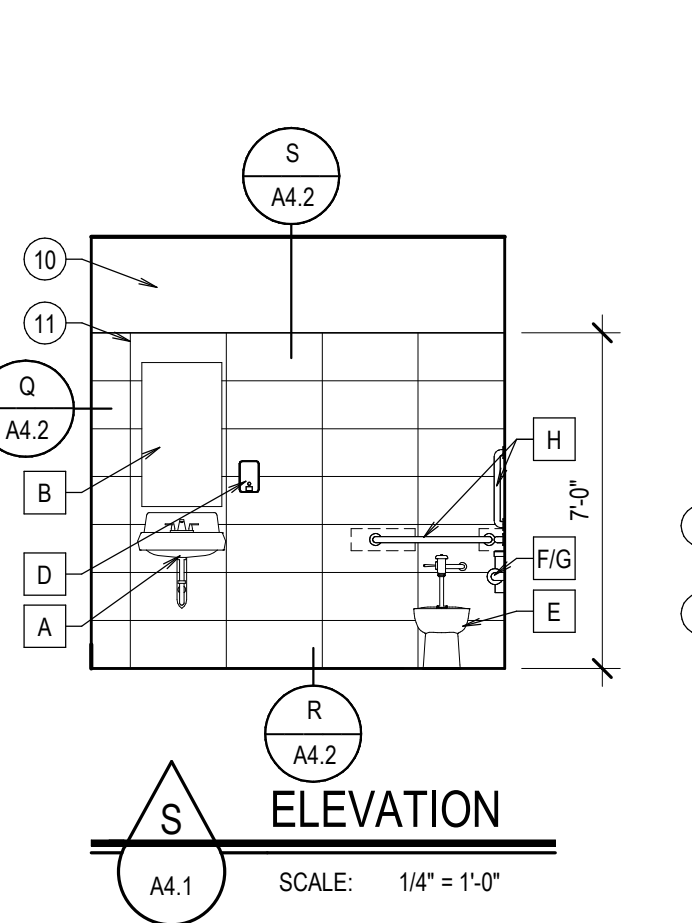 S
A4.2
10
11
Q
A4.2
B
H
7'-0"
D
F/G
A
E
R
A4.2
S
ELEVATION
A4.1
SCALE: 1/4" = 1'-0"